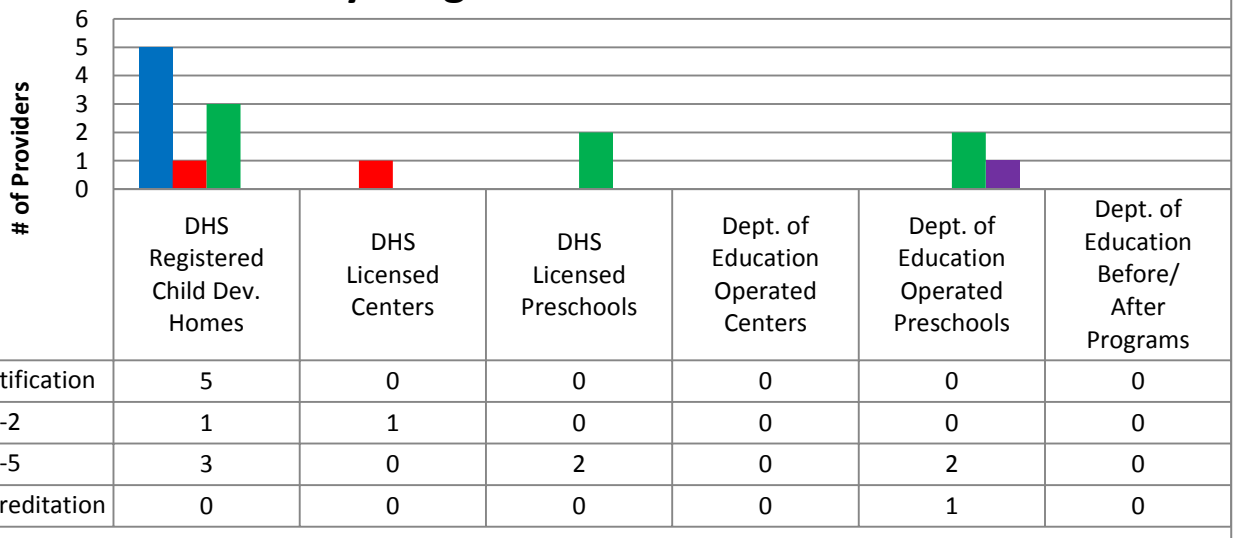 6
5
4
3
2
1
0
# of Providers
DHS
Registered
Child Dev.
Homes
DHS
Licensed
Centers
DHS
Licensed
Preschools
Dept. of
Education
Operated
Centers
Dept. of
Education
Operated
Preschools
Dept. of
Education
Before/
After
Programs
tification 5 0 0 0 0 0
-2 1 1 0 0 0 0
-5 3 0 2 0 2 0
reditation 0 0 0 0 1 0